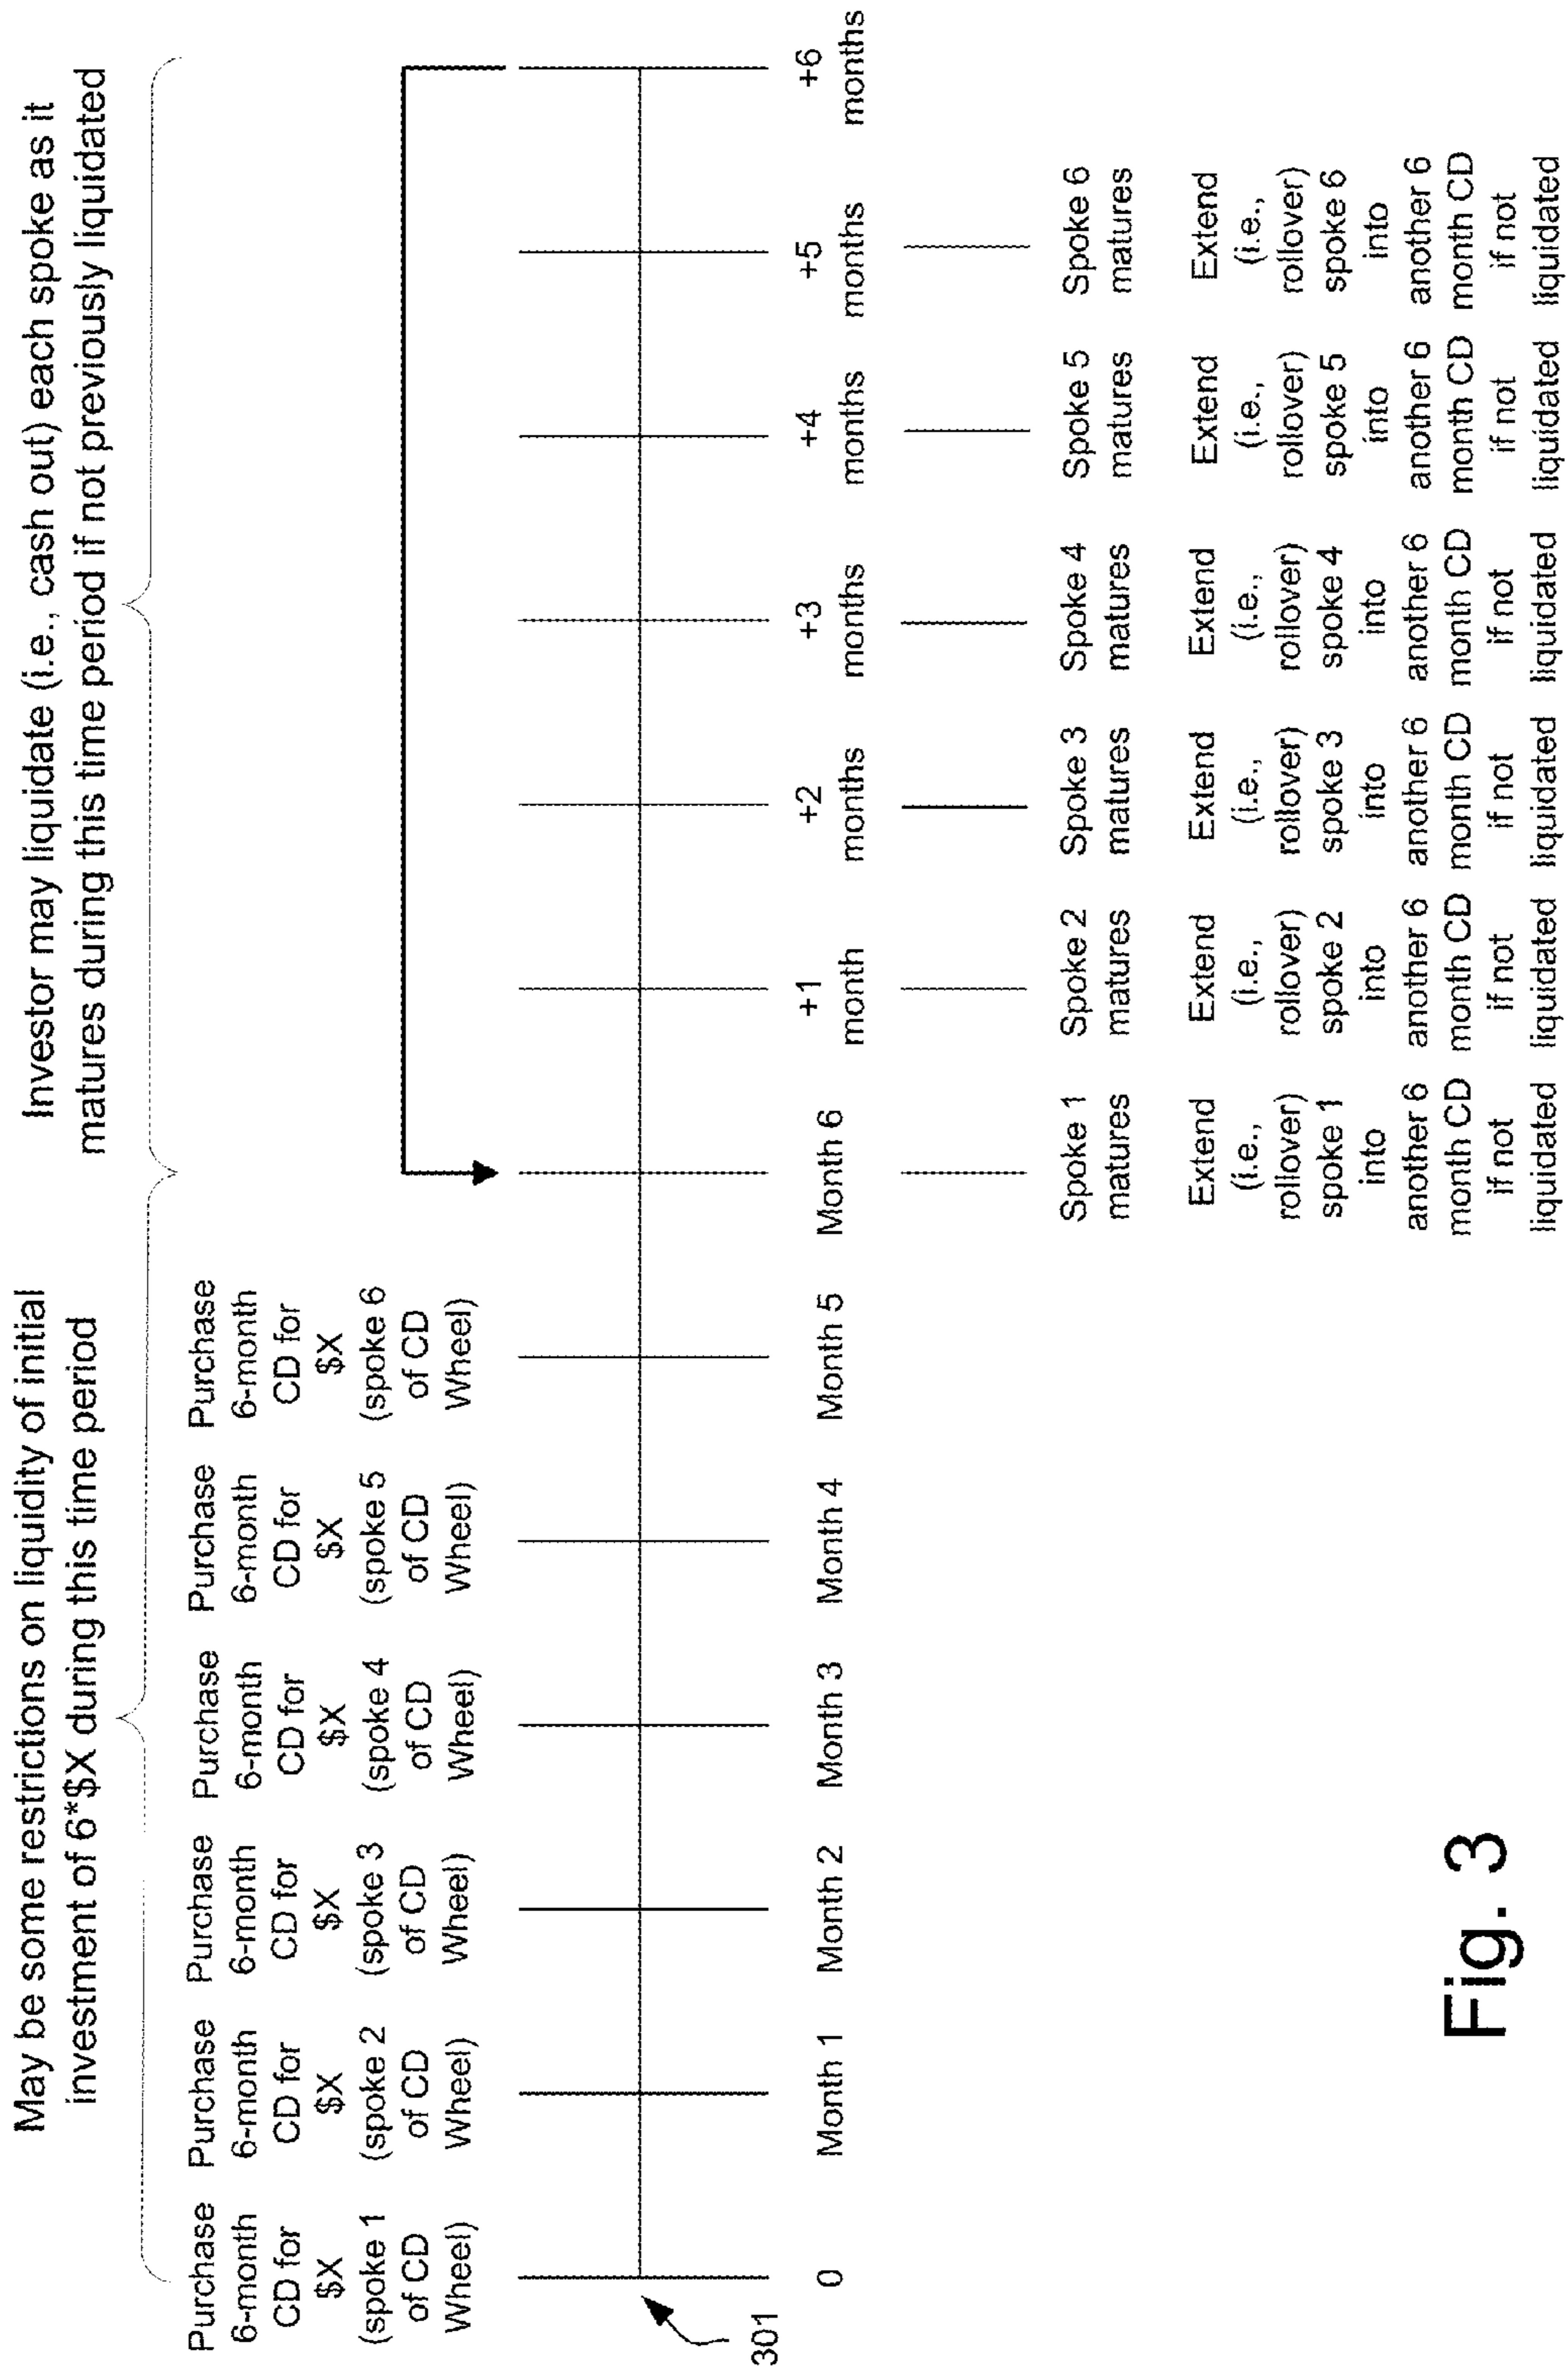 May be some restrictions on liquidity of initial
investment of 6*$X during this time period
Investor may liquidate (i.e., cash out) each spoke as it
matures during this time period if not previously liquidated
Purchase
6-month
CD for
$X
(spoke 1
of CD
Wheel)
Purchase
6-month
CD for
$X
(spoke 2
of CD
Wheel)
Purchase
6-month
CD for
$X
(spoke 3
of CD
Wheel)
Purchase
6-month
CD for
$X
(spoke 4
of CD
Wheel)
Purchase
6-month
CD for
$X
(spoke 5
of CD
Wheel)
Purchase
6-month
CD for
$X
(spoke 6
of CD
Wheel)
301
0
Month 1
Month 2
Month 3
Month 4
Month 5
Month 6
+1
month
+2
months
+3
months
+4
months
+5
months
+6
months
Spoke 1
matures
Extend
(i.e.,
rollover)
spoke 1
into
another 6
month CD
if not
liquidated
Spoke 2
matures
Extend
(i.e.,
rollover)
spoke 2
into
another 6
month CD
if not
liquidated
Spoke 3
matures
Extend
(i.e.,
rollover)
spoke 3
into
another 6
month CD
if not
liquidated
Spoke 4
matures
Extend
(i.e.,
rollover)
spoke 4
into
another 6
month CD
if not
liquidated
Spoke 5
matures
Extend
(i.e.,
rollover)
spoke 5
into
another 6
month CD
if not
liquidated
Spoke 6
matures
Extend
(i.e.,
rollover)
spoke 6
into
another 6
month CD
if not
liquidated
Fig. 3